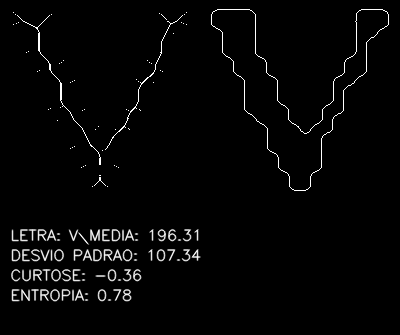 LETRA: V\MEDIA: 196.31
DESVIO PADRAO: 107.34
CURTOSE: -0.36
ENTROPIA: 0.78